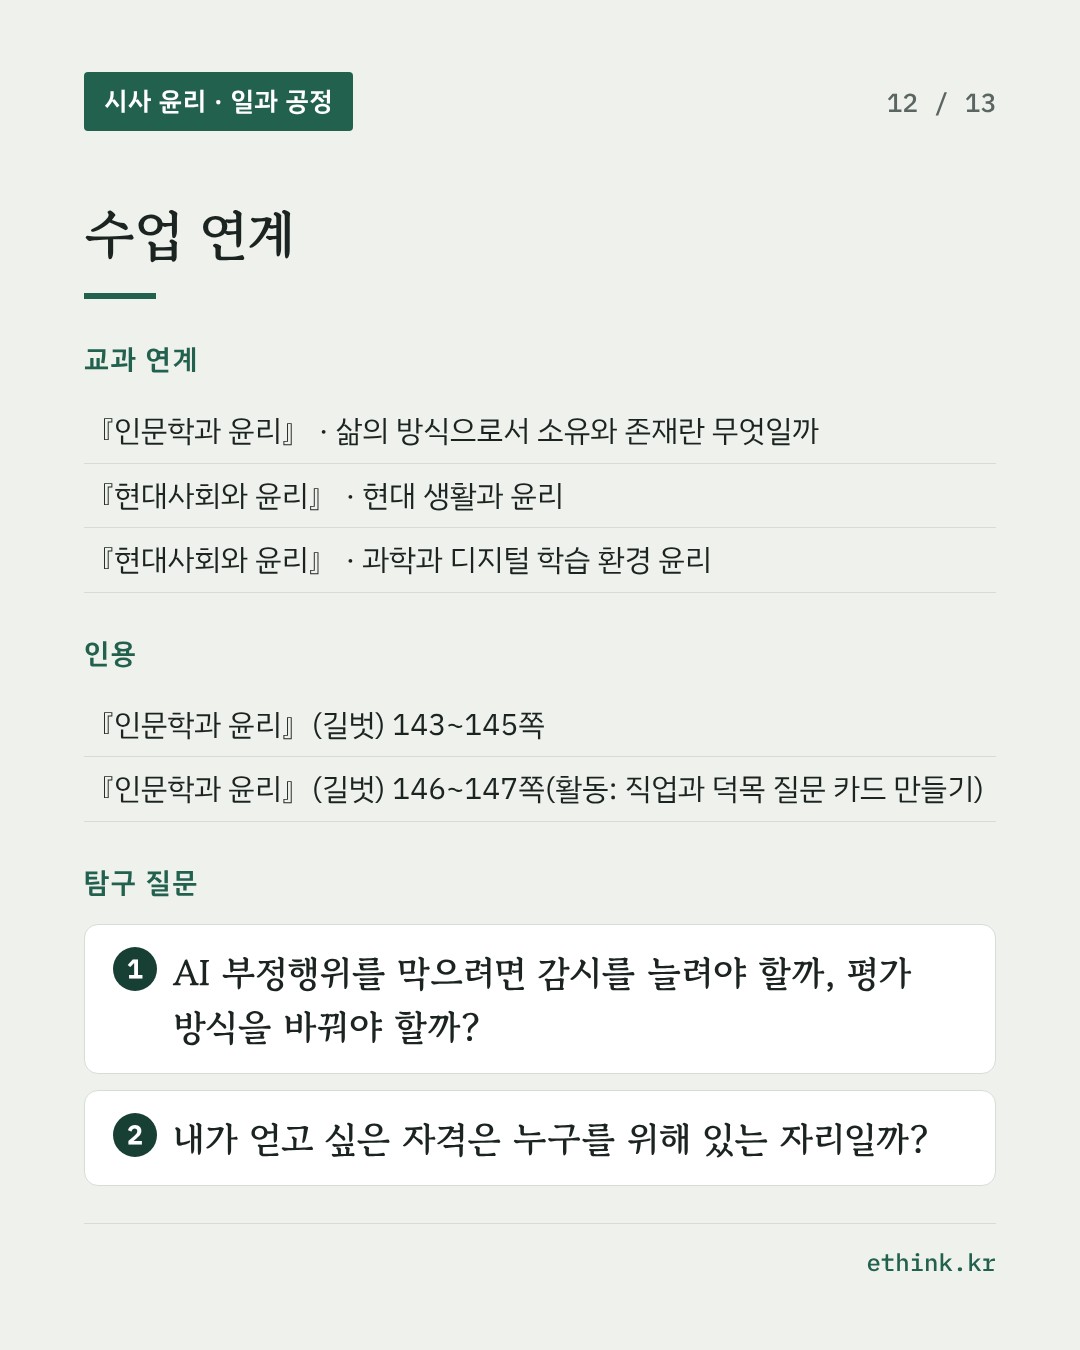 시사 윤리 · 일과 공정
12 / 13
수업 연계
교과 연계
『인문학과 윤리』 · 삶의 방식으로서 소유와 존재란 무엇일까
『현대사회와 윤리』 · 현대 생활과 윤리
『현대사회와 윤리』 · 과학과 디지털 학습 환경 윤리
인용
『인문학과 윤리』(길벗) 143~145쪽
『인문학과 윤리』(길벗) 146~147쪽(활동: 직업과 덕목 질문 카드 만들기)
탐구 질문
1 AI 부정행위를 막으려면 감시를 늘려야 할까, 평가
방식을 바꿔야 할까?
2 내가 얻고 싶은 자격은 누구를 위해 있는 자리일까?
ethink.kr